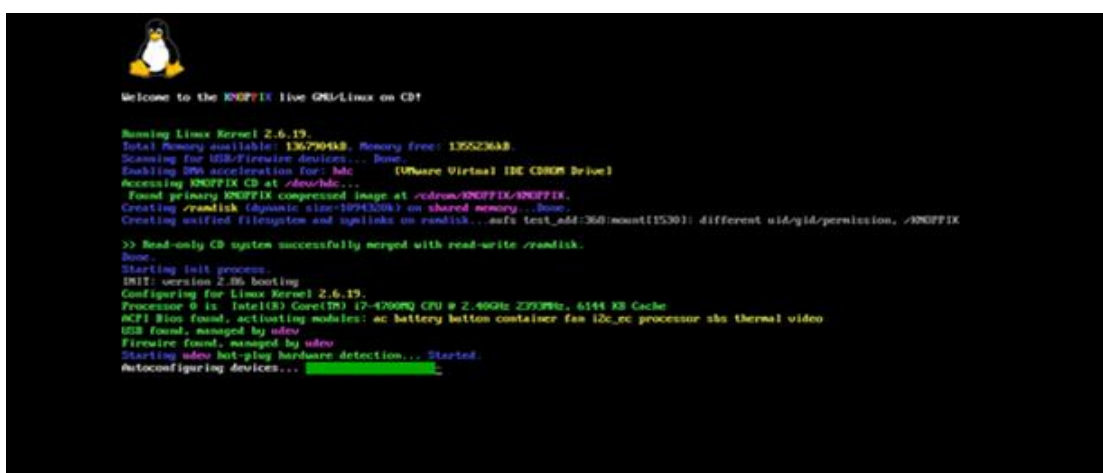 Welcome to the KNOPPIX live GNU/Linux on CD!
Running Linux Kernel 2.6.19.
Total Memory available: 1367904kB, Memory free: 1355236kB.
Scanning for USB/Firewire devices... Done.
Enabling DMA acceleration for: hdc [VMware Virtual IDE CDROM Drive]
Accessing KNOPPIX CD at /dev/hdc...
Found primary KNOPPIX compressed image at /cdrom/KNOPPIX/KNOPPIX.
Creating /ramdisk (dynamic size=1094320k) on shared memory...Done.
Creating unified filesystem and symlinks on ramdisk...aufs test_add:368:mount[1530]: different uid/gid/permission, /KNOPPIX
>> Read-only CD system successfully merged with read-write /ramdisk.
Done.
Starting init process.
INIT: version 2.86 booting
Configuring for Linux Kernel 2.6.19.
Processor 0 is Intel(R) Core(TM) i7-4700MQ CPU @ 2.40GHz 2393MHz, 6144 KB Cache
ACPI Bios found, activating modules: ac battery button container fan i2c_ec processor sbs thermal video
USB found, managed by udev
Firewire found, managed by udev
Starting udev hot-plug hardware detection... Started.
Autoconfiguring devices...